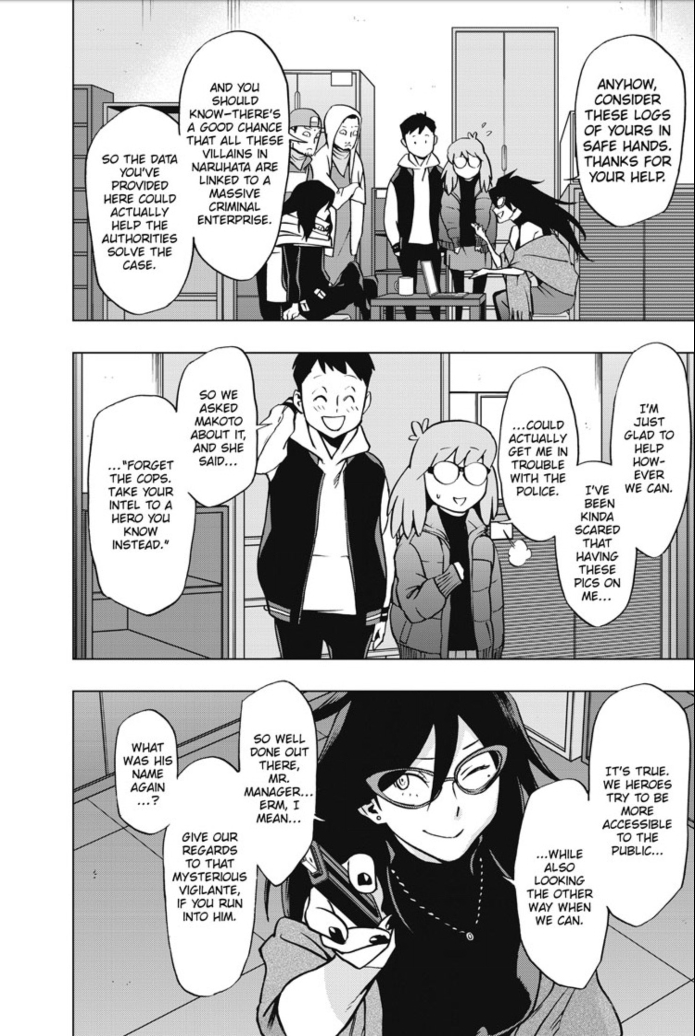 ANYHOW,
CONSIDER
THESE LOGS
OF YOURS IN
SAFE HANDS.
THANKS FOR
YOUR HELP.
AND YOU
SHOULD
KNOW–THERE'S
A GOOD CHANCE
THAT ALL THESE
VILLAINS IN
NARUHATA ARE
LINKED TO A
MASSIVE
CRIMINAL
ENTERPRISE.
SO THE DATA
YOU'VE
PROVIDED
HERE COULD
ACTUALLY
HELP THE
AUTHORITIES
SOLVE THE
CASE.
I'M
JUST
GLAD TO
HELP
HOW-
EVER
WE CAN.
I'VE
BEEN
KINDA
SCARED
THAT
HAVING
THESE
PICS ON
ME...
...COULD
ACTUALLY
GET ME IN
TROUBLE
WITH THE
POLICE.
SO WE
ASKED
MAKOTO
ABOUT IT,
AND SHE
SAID...
..."FORGET
THE COPS.
TAKE YOUR
INTEL TO A
HERO YOU
KNOW
INSTEAD."
IT'S TRUE.
WE HEROES
TRY TO BE
MORE
ACCESSIBLE
TO THE
PUBLIC...
...WHILE
ALSO
LOOKING
THE OTHER
WAY WHEN
WE CAN.
SO WELL
DONE OUT
THERE,
MR.
MANAGER...
ERM, I
MEAN...
GIVE OUR
REGARDS
TO THAT
MYSTERIOUS
VIGILANTE,
IF YOU RUN
INTO HIM.
WHAT
WAS HIS
NAME
AGAIN
...?